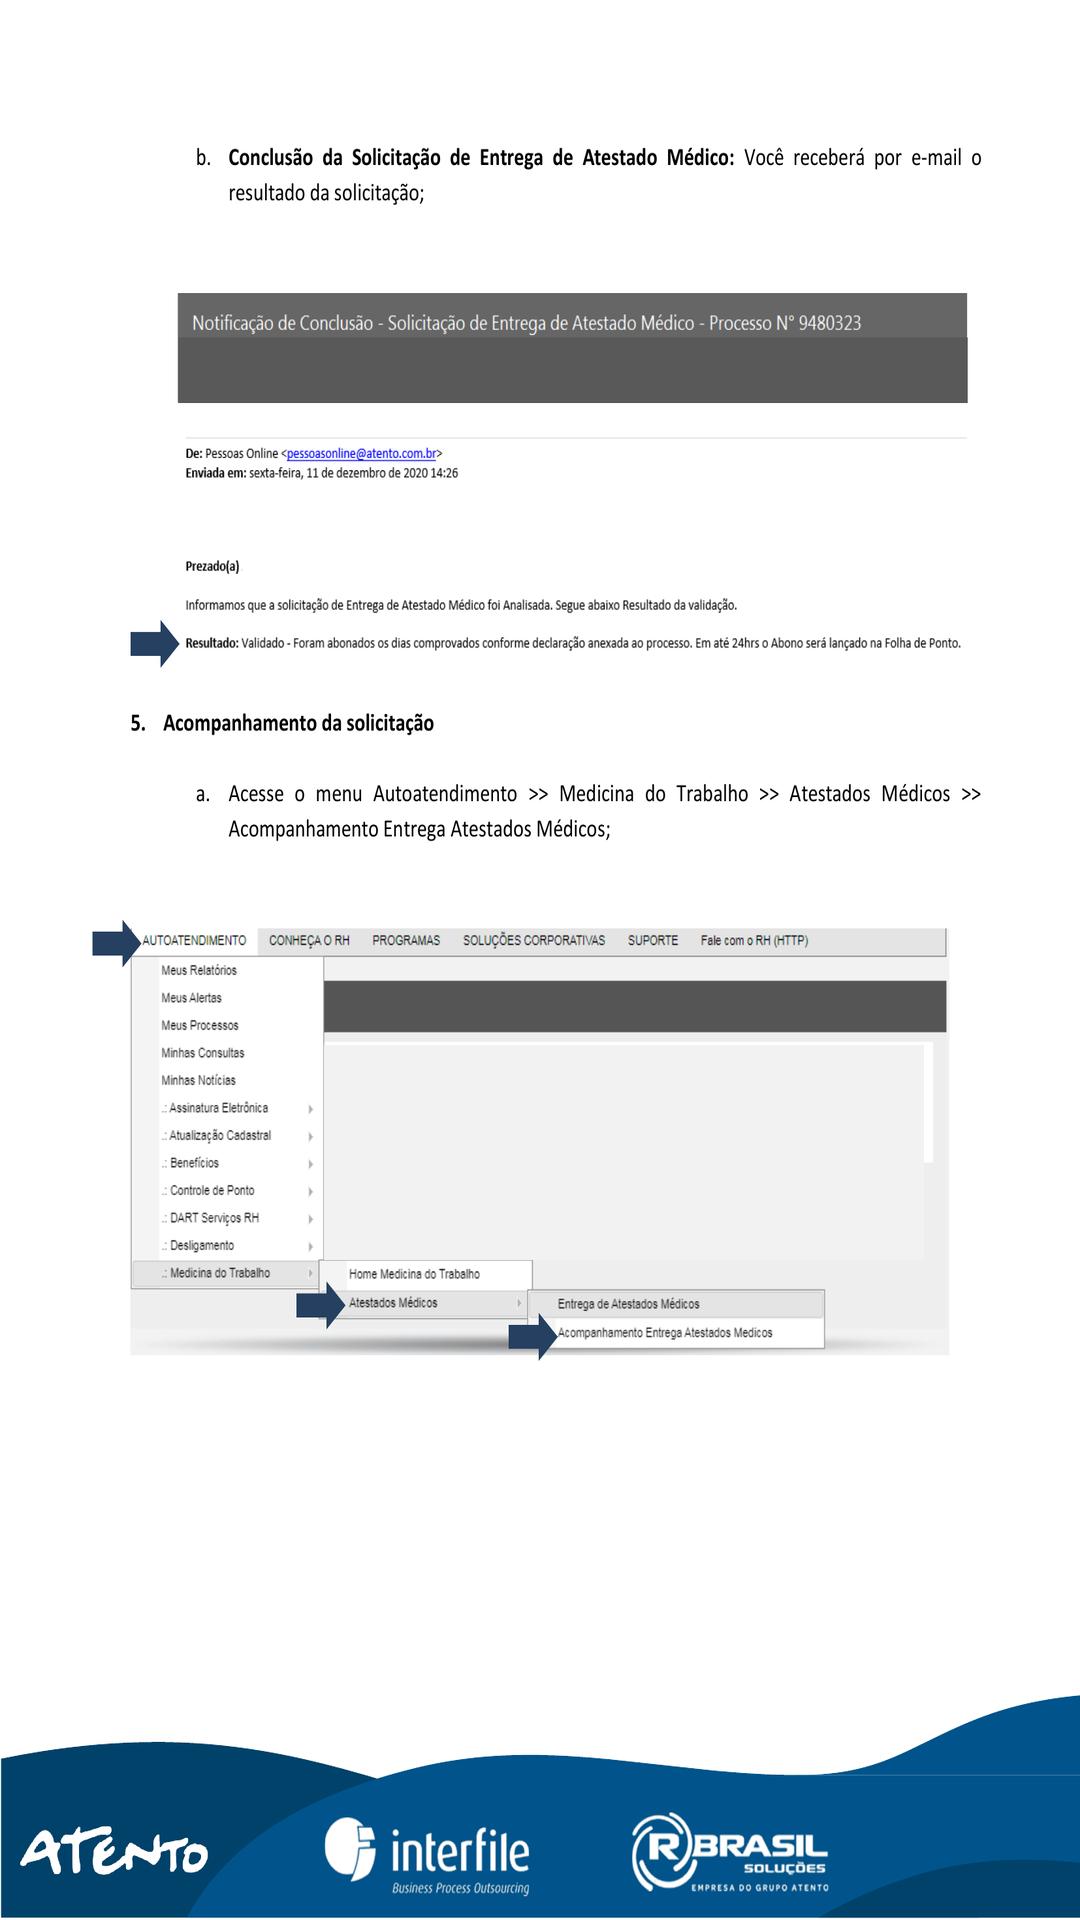 b. Conclusão da Solicitação de Entrega de Atestado Médico: Você receberá por e-mail o
resultado da solicitação;
Notificação de Conclusão - Solicitação de Entrega de Atestado Médico - Processo N° 9480323
De: Pessoas Online <pessoasonline@atento.com.br>
Enviada em: sexta-feira, 11 de dezembro de 2020 14:26
Prezado(a)
Informamos que a solicitação de Entrega de Atestado Médico foi Analisada. Segue abaixo Resultado da validação.
Resultado: Validado - Foram abonados os dias comprovados conforme declaração anexada ao processo. Em até 24hrs o Abono será lançado na Folha de Ponto.
5. Acompanhamento da solicitação
a. Acesse o menu Autoatendimento >> Medicina do Trabalho >> Atestados Médicos >>
Acompanhamento Entrega Atestados Médicos;
AUTOATENDIMENTO CONHEÇA O RH PROGRAMAS SOLUÇÕES CORPORATIVAS SUPORTE Fale com o RH (HTTP)
Meus Relatórios
Meus Alertas
Meus Processos
Minhas Consultas
Minhas Notícias
.: Assinatura Eletrônica
.: Atualização Cadastral
.: Benefícios
.: Controle de Ponto
.: DART Serviços RH
.: Desligamento
.: Medicina do Trabalho
Home Medicina do Trabalho
Atestados Médicos
Entrega de Atestados Médicos
Acompanhamento Entrega Atestados Medicos
ATENTO
interfile
Business Process Outsourcing
RBRASIL
SOLUÇÕES
EMPRESA DO GRUPO ATENTO